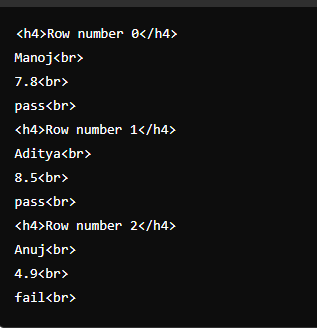 <h4>Row number 0</h4>
Manoj<br>
7.8<br>
pass<br>
<h4>Row number 1</h4>
Aditya<br>
8.5<br>
pass<br>
<h4>Row number 2</h4>
Anuj<br>
4.9<br>
fail<br>